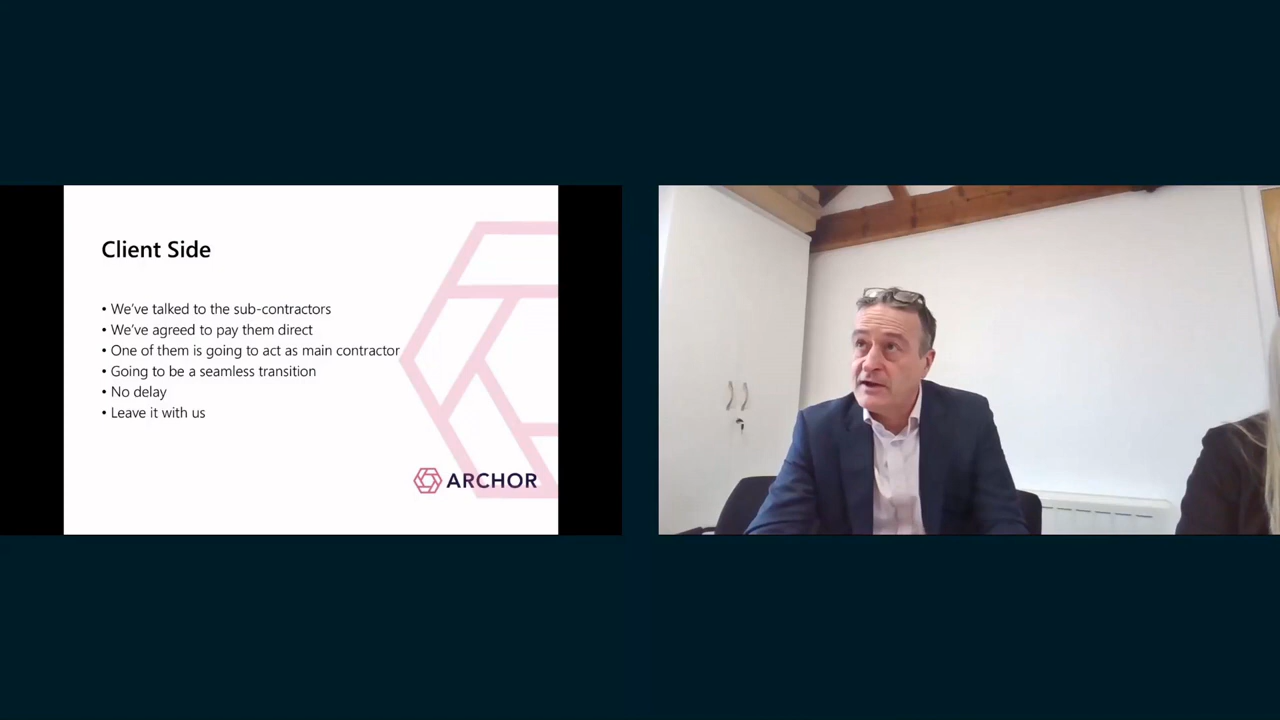 Client Side
• We've talked to the sub-contractors
• We've agreed to pay them direct
• One of them is going to act as main contractor
• Going to be a seamless transition
• No delay
• Leave it with us
ARCHOR